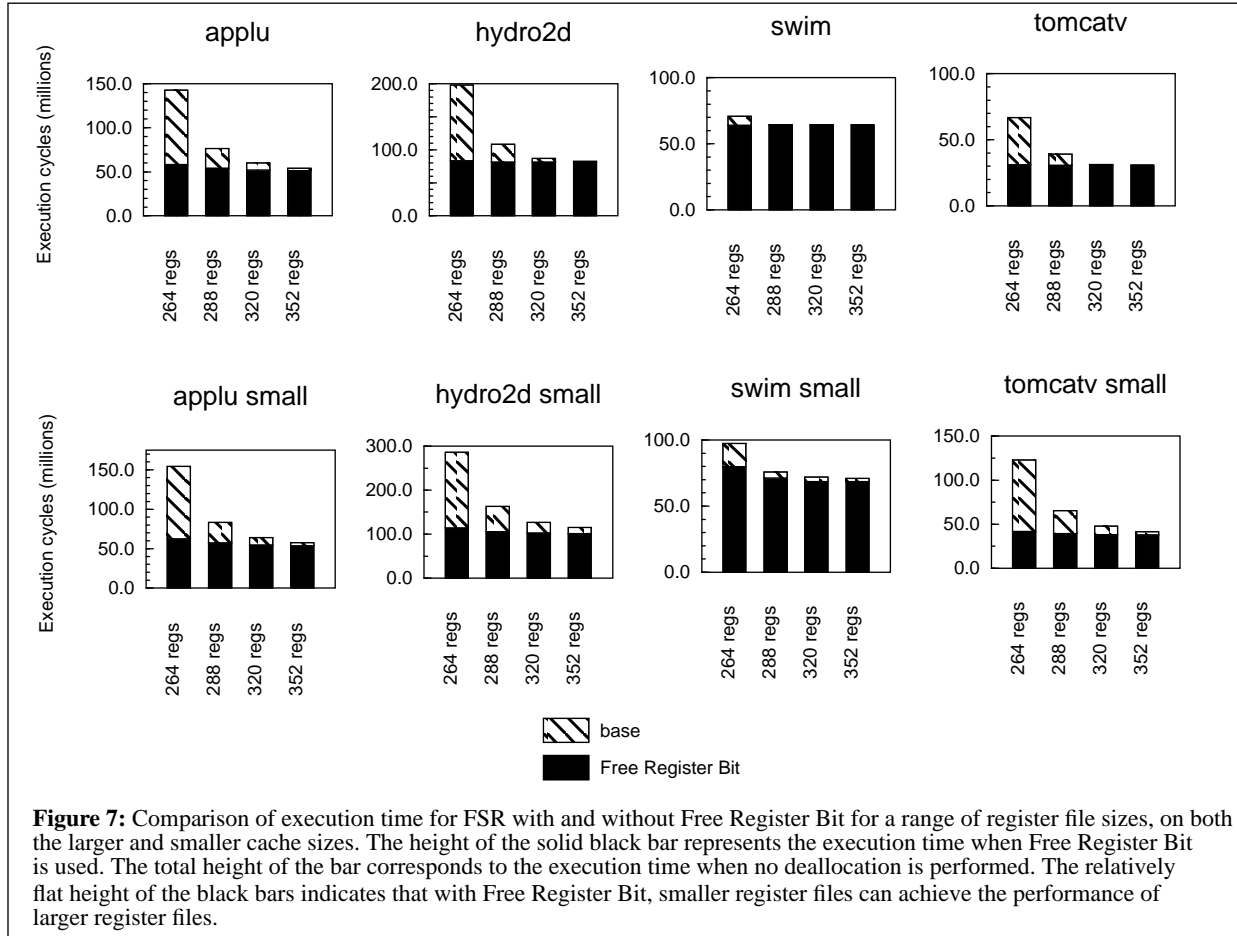 applu
hydro2d
swim
tomcatv
Execution cycles (millions)
150.0
100.0
50.0
0.0
264 regs
288 regs
320 regs
352 regs
200.0
100.0
0.0
264 regs
288 regs
320 regs
352 regs
100.0
50.0
0.0
264 regs
288 regs
320 regs
352 regs
100.0
50.0
0.0
264 regs
288 regs
320 regs
352 regs
applu small
hydro2d small
swim small
tomcatv small
Execution cycles (millions)
150.0
100.0
50.0
0.0
264 regs
288 regs
320 regs
352 regs
300.0
200.0
100.0
0.0
264 regs
288 regs
320 regs
352 regs
100.0
50.0
0.0
264 regs
288 regs
320 regs
352 regs
150.0
100.0
50.0
0.0
264 regs
288 regs
320 regs
352 regs
base
Free Register Bit
Figure 7: Comparison of execution time for FSR with and without Free Register Bit for a range of register file sizes, on both
the larger and smaller cache sizes. The height of the solid black bar represents the execution time when Free Register Bit
is used. The total height of the bar corresponds to the execution time when no deallocation is performed. The relatively
flat height of the black bars indicates that with Free Register Bit, smaller register files can achieve the performance of
larger register files.